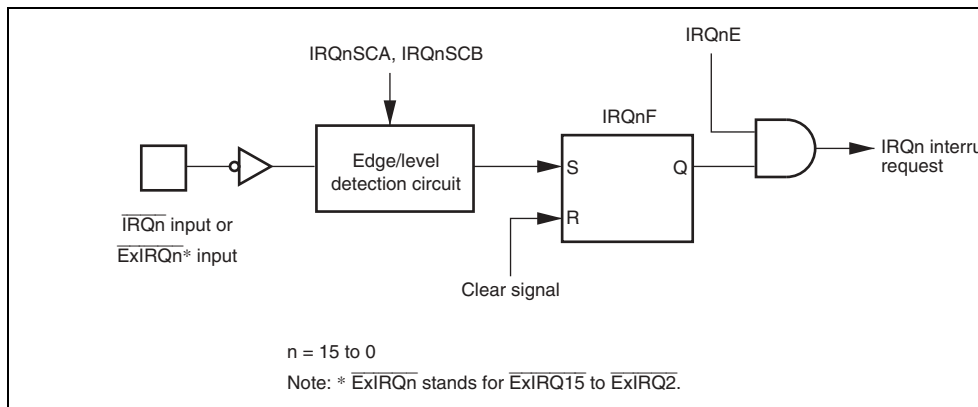 IRQnE
IRQnSCA, IRQnSCB
IRQnF
Edge/level
detection circuit
S
Q
R
IRQn interru
request
IRQn input or
ExIRQn* input
Clear signal
n = 15 to 0
Note: * ExIRQn stands for ExIRQ15 to ExIRQ2.